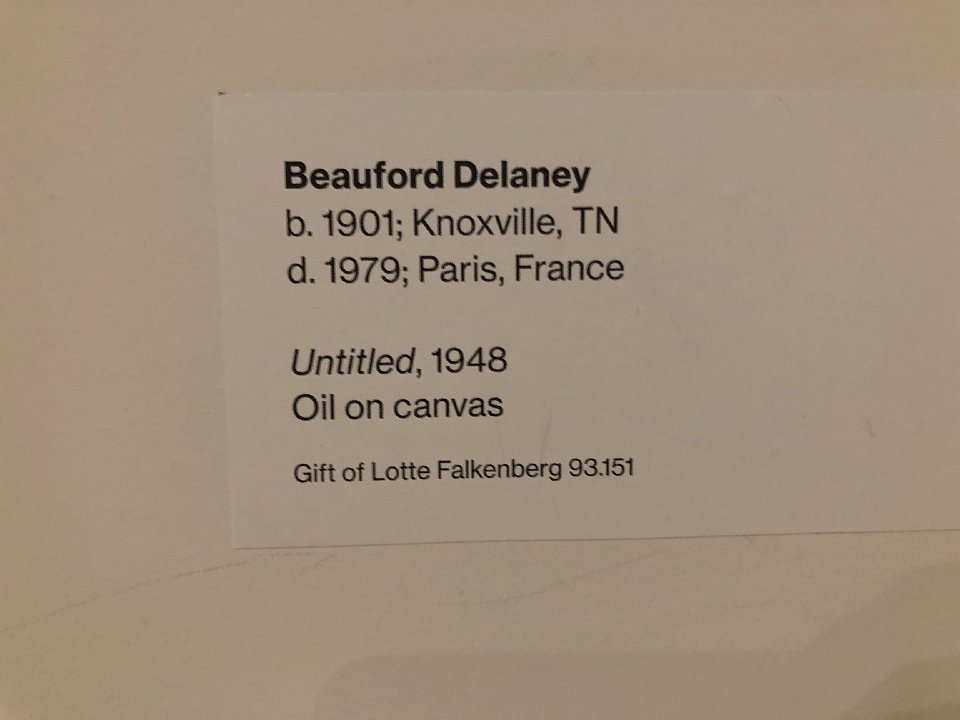 Beauford Delaney
b. 1901; Knoxville, TN
d. 1979; Paris, France
Untitled, 1948
Oil on canvas
Gift of Lotte Falkenberg 93.151